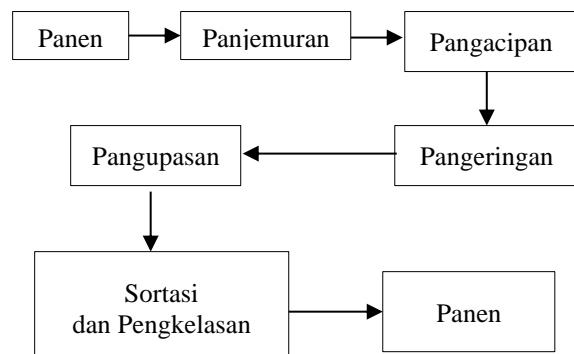 Panen
Panjemuran
Pangacipan
Pangeringan
Pangupasan
Sortasi
dan Pengkelasan
Panen